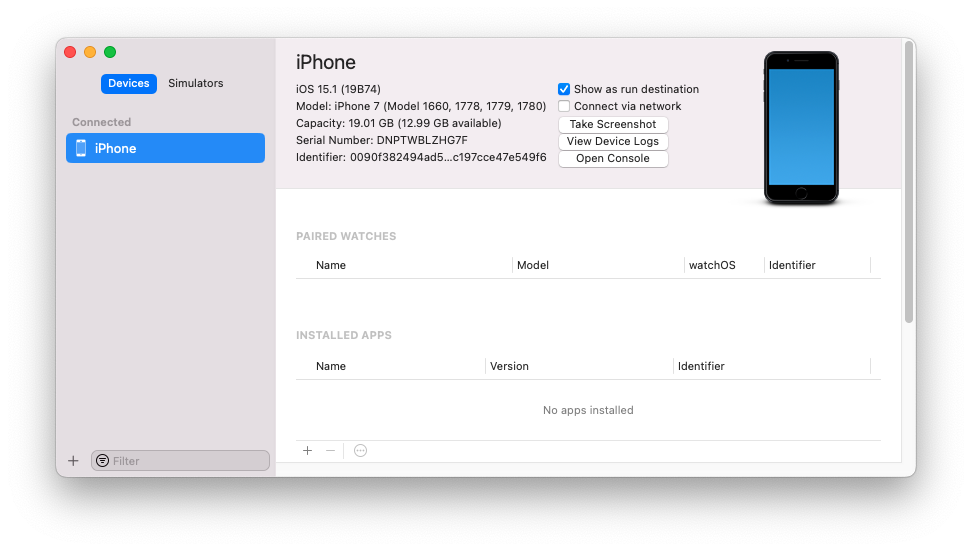 Devices
Simulators
Connected
iPhone
Filter
iPhone
iOS 15.1 (19B74)
Model: iPhone 7 (Model 1660, 1778, 1779, 1780)
Capacity: 19.01 GB (12.99 GB available)
Serial Number: DNPTWBLZHG7F
Identifier: 0090f382494ad5...c197cce47e549f6
Show as run destination
Connect via network
Take Screenshot
View Device Logs
Open Console
PAIRED WATCHES
Name Model watchOS Identifier
INSTALLED APPS
Name Version Identifier
No apps installed